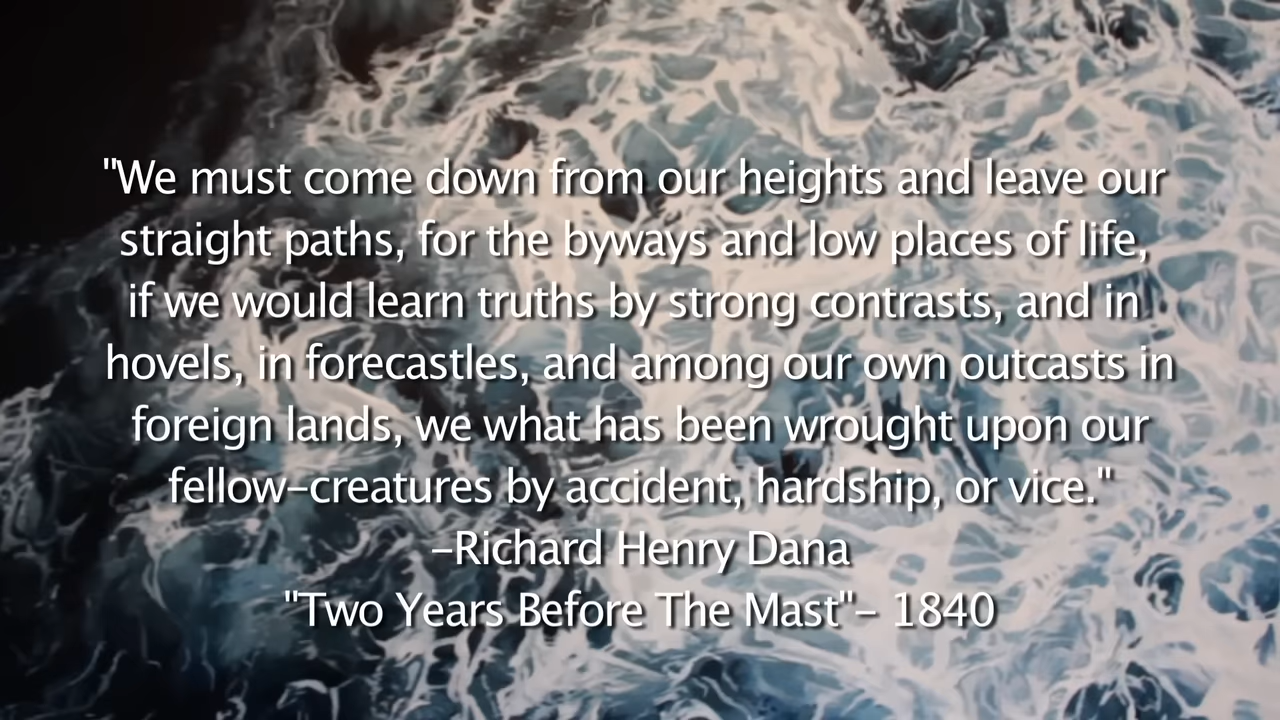 "We must come down from our heights and leave our
straight paths, for the byways and low places of life,
if we would learn truths by strong contrasts, and in
hovels, in forecastles, and among our own outcasts in
foreign lands, we what has been wrought upon our
fellow-creatures by accident, hardship, or vice."
-Richard Henry Dana
"Two Years Before The Mast"- 1840